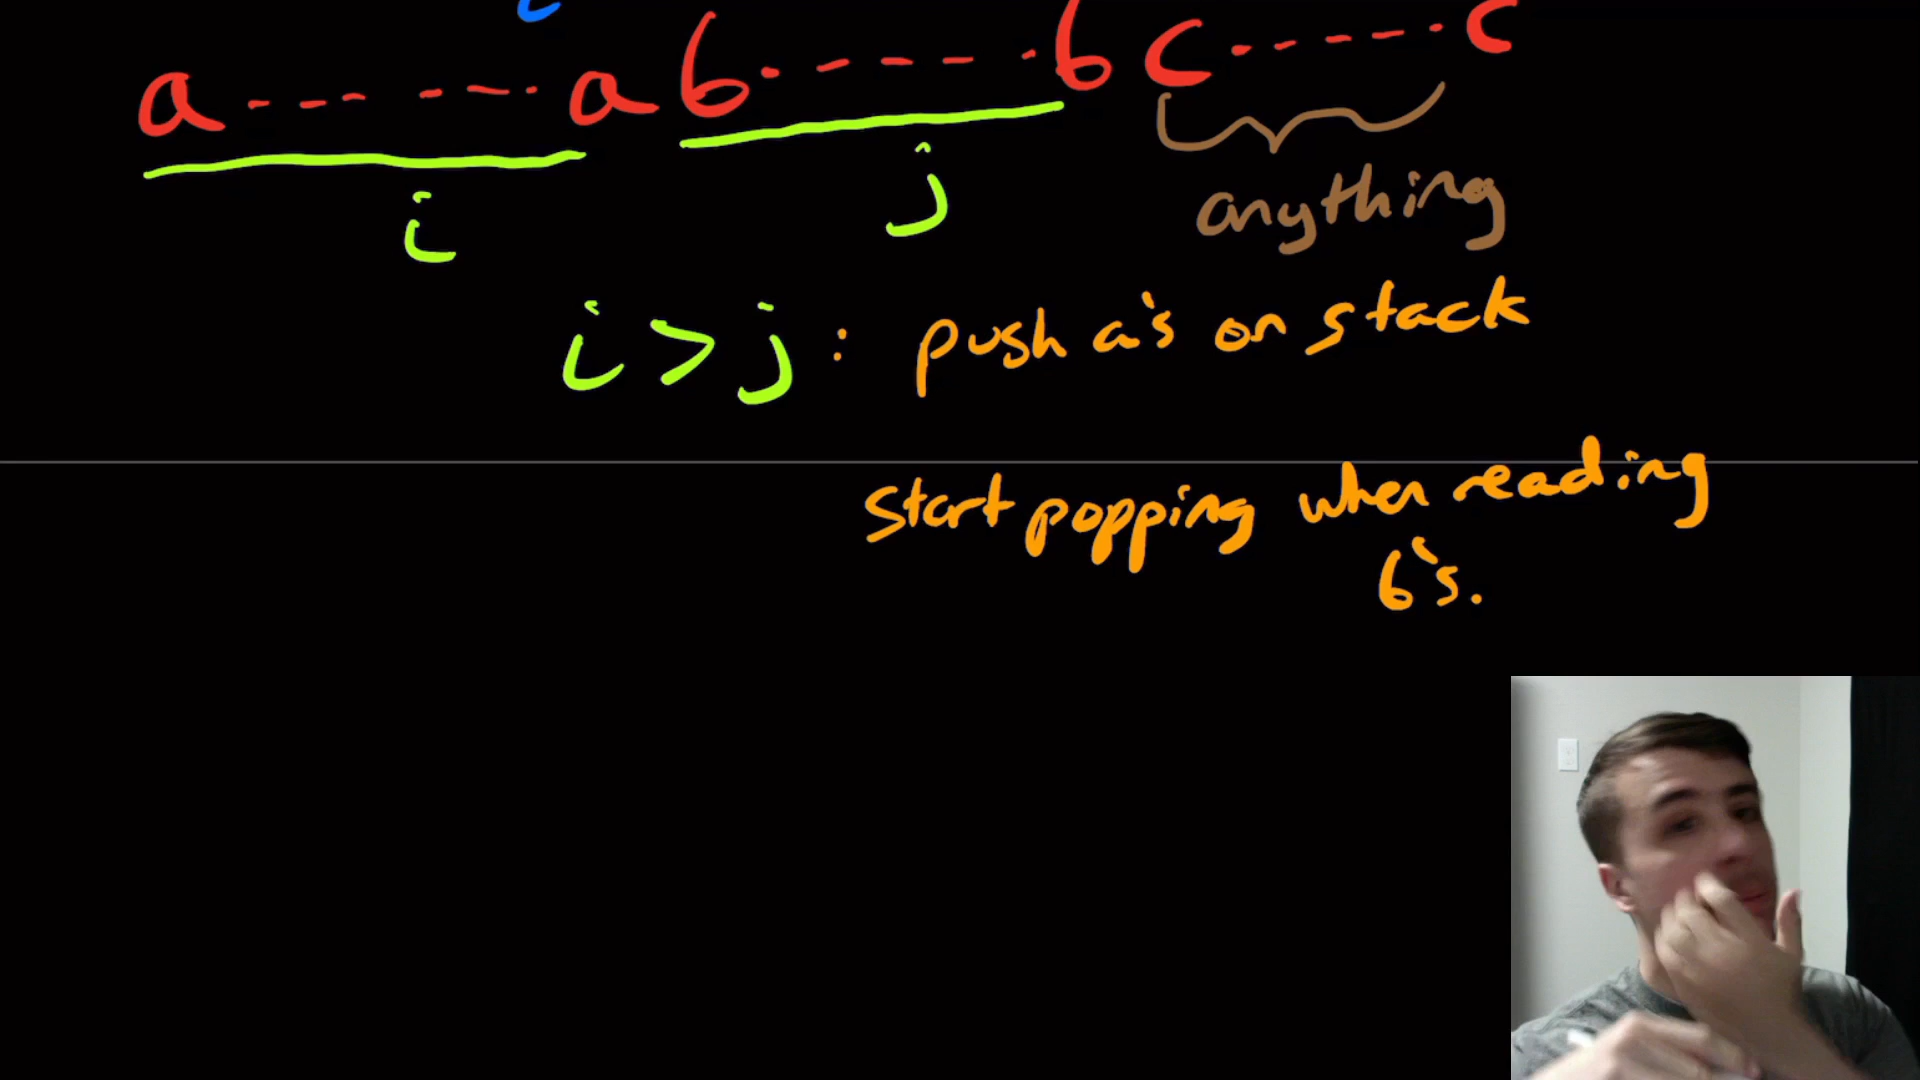 a------a b-----b c-----c
i
j
anything
i>j: push a's on stack
start popping when reading
b's.